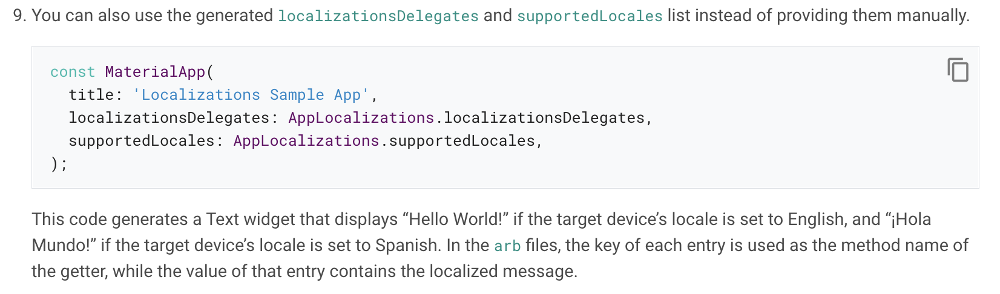 9. You can also use the generated localizationsDelegates and supportedLocales list instead of providing them manually.
const MaterialApp(
  title: 'Localizations Sample App',
  localizationsDelegates: AppLocalizations.localizationsDelegates,
  supportedLocales: AppLocalizations.supportedLocales,
);
This code generates a Text widget that displays “Hello World!” if the target device’s locale is set to English, and “¡Hola
Mundo!” if the target device’s locale is set to Spanish. In the arb files, the key of each entry is used as the method name of
the getter, while the value of that entry contains the localized message.